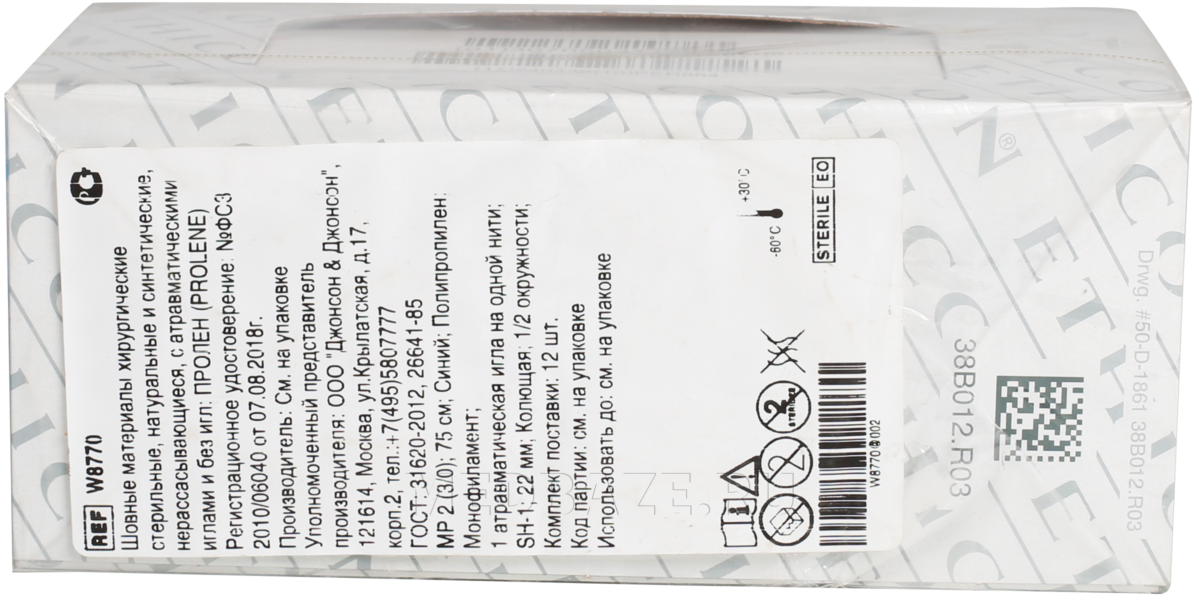 REF W8770
Шовные материалы хирургические
стерильные, натуральные и синтетические,
нерассасывающиеся, с атравматическими
иглами и без игл: ПРОЛЕН (PROLENE)
Регистрационное удостоверение: №ФСЗ
2010/06040 от 07.08.2018г.
Производитель: См. на упаковке
Уполномоченный представитель
производителя: ООО "Джонсон & Джонсон",
121614, Москва, ул.Крылатская, д.17,
корп.2, тел.:+7(495)5807777
ГОСТ: 31620-2012, 26641-85
МР 2 (3/0); 75 см; Синий; Полипропилен;
Монофиламент;
1 атравматическая игла на одной нити;
SH-1; 22 мм; Колющая; 1/2 окружности;
Комплект поставки: 12 шт.
Код партии: см. на упаковке
Использовать до: см. на упаковке
-60°C +30°C
STERILE EO
2
STERILIZE
2
38B012.R03
Drwg. #50-D-1861 38B012.R03
ETHICON
ETHICON®